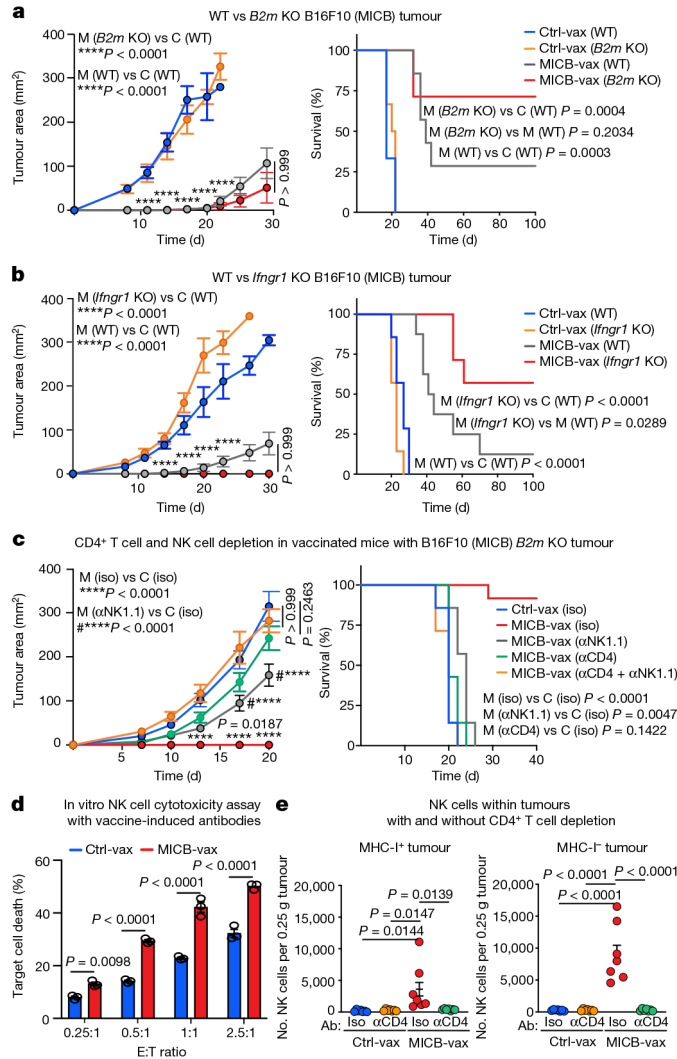 a
WT vs B2m KO B16F10 (MICB) tumour
M (B2m KO) vs C (WT)
****P < 0.0001
M (WT) vs C (WT)
****P < 0.0001
Tumour area (mm²)
400
300
200
100
0
0
10
20
30
Time (d)
****
****
****
****
****
P > 0.999
Survival (%)
100
75
50
25
0
0
20
40
60
80
100
Time (d)
Ctrl-vax (WT)
Ctrl-vax (B2m KO)
MICB-vax (WT)
MICB-vax (B2m KO)
M (B2m KO) vs C (WT) P = 0.0004
M (B2m KO) vs M (WT) P = 0.2034
M (WT) vs C (WT) P = 0.0003
b
WT vs Ifngr1 KO B16F10 (MICB) tumour
M (Ifngr1 KO) vs C (WT)
****P < 0.0001
M (WT) vs C (WT)
****P < 0.0001
Tumour area (mm²)
400
300
200
100
0
10
20
30
Time (d)
****
****
****
****
P > 0.999
Survival (%)
100
75
50
25
0
20
40
60
80
100
Time (d)
Ctrl-vax (WT)
Ctrl-vax (Ifngr1 KO)
MICB-vax (WT)
MICB-vax (Ifngr1 KO)
M (Ifngr1 KO) vs C (WT) P < 0.0001
M (Ifngr1 KO) vs M (WT) P = 0.0289
M (WT) vs C (WT) P < 0.0001
c
CD4⁺ T cell and NK cell depletion in vaccinated mice with B16F10 (MICB) B2m KO tumour
M (iso) vs C (iso)
****P < 0.0001
M (αNK1.1) vs C (iso)
#****P < 0.0001
Tumour area (mm²)
400
300
200
100
0
5
10
15
20
Time (d)
P > 0.999
P = 0.2463
#****
#****
P = 0.0187
****
****
****
Survival (%)
100
75
50
25
0
10
20
30
40
Time (d)
Ctrl-vax (iso)
MICB-vax (iso)
MICB-vax (αNK1.1)
MICB-vax (αCD4)
MICB-vax (αCD4 + αNK1.1)
M (iso) vs C (iso) P < 0.0001
M (αNK1.1) vs C (iso) P = 0.0047
M (αCD4) vs C (iso) P = 0.1422
d
In vitro NK cell cytotoxicity assay
with vaccine-induced antibodies
Ctrl-vax
MICB-vax
Target cell death (%)
60
40
20
0
P = 0.0098
P < 0.0001
P < 0.0001
P < 0.0001
0.25:1
0.5:1
1:1
2.5:1
E:T ratio
e
NK cells within tumours
with and without CD4⁺ T cell depletion
MHC-I⁺ tumour
No. NK cells per 0.25 g tumour
20,000
15,000
10,000
5,000
0
P = 0.0139
P = 0.0147
P = 0.0144
Ab:
Iso
αCD4
Iso
αCD4
Ctrl-vax
MICB-vax
MHC-I⁻ tumour
No. NK cells per 0.25 g tumour
20,000
15,000
10,000
5,000
0
P < 0.0001
P < 0.0001
P < 0.0001
Ab:
Iso
αCD4
Iso
αCD4
Ctrl-vax
MICB-vax